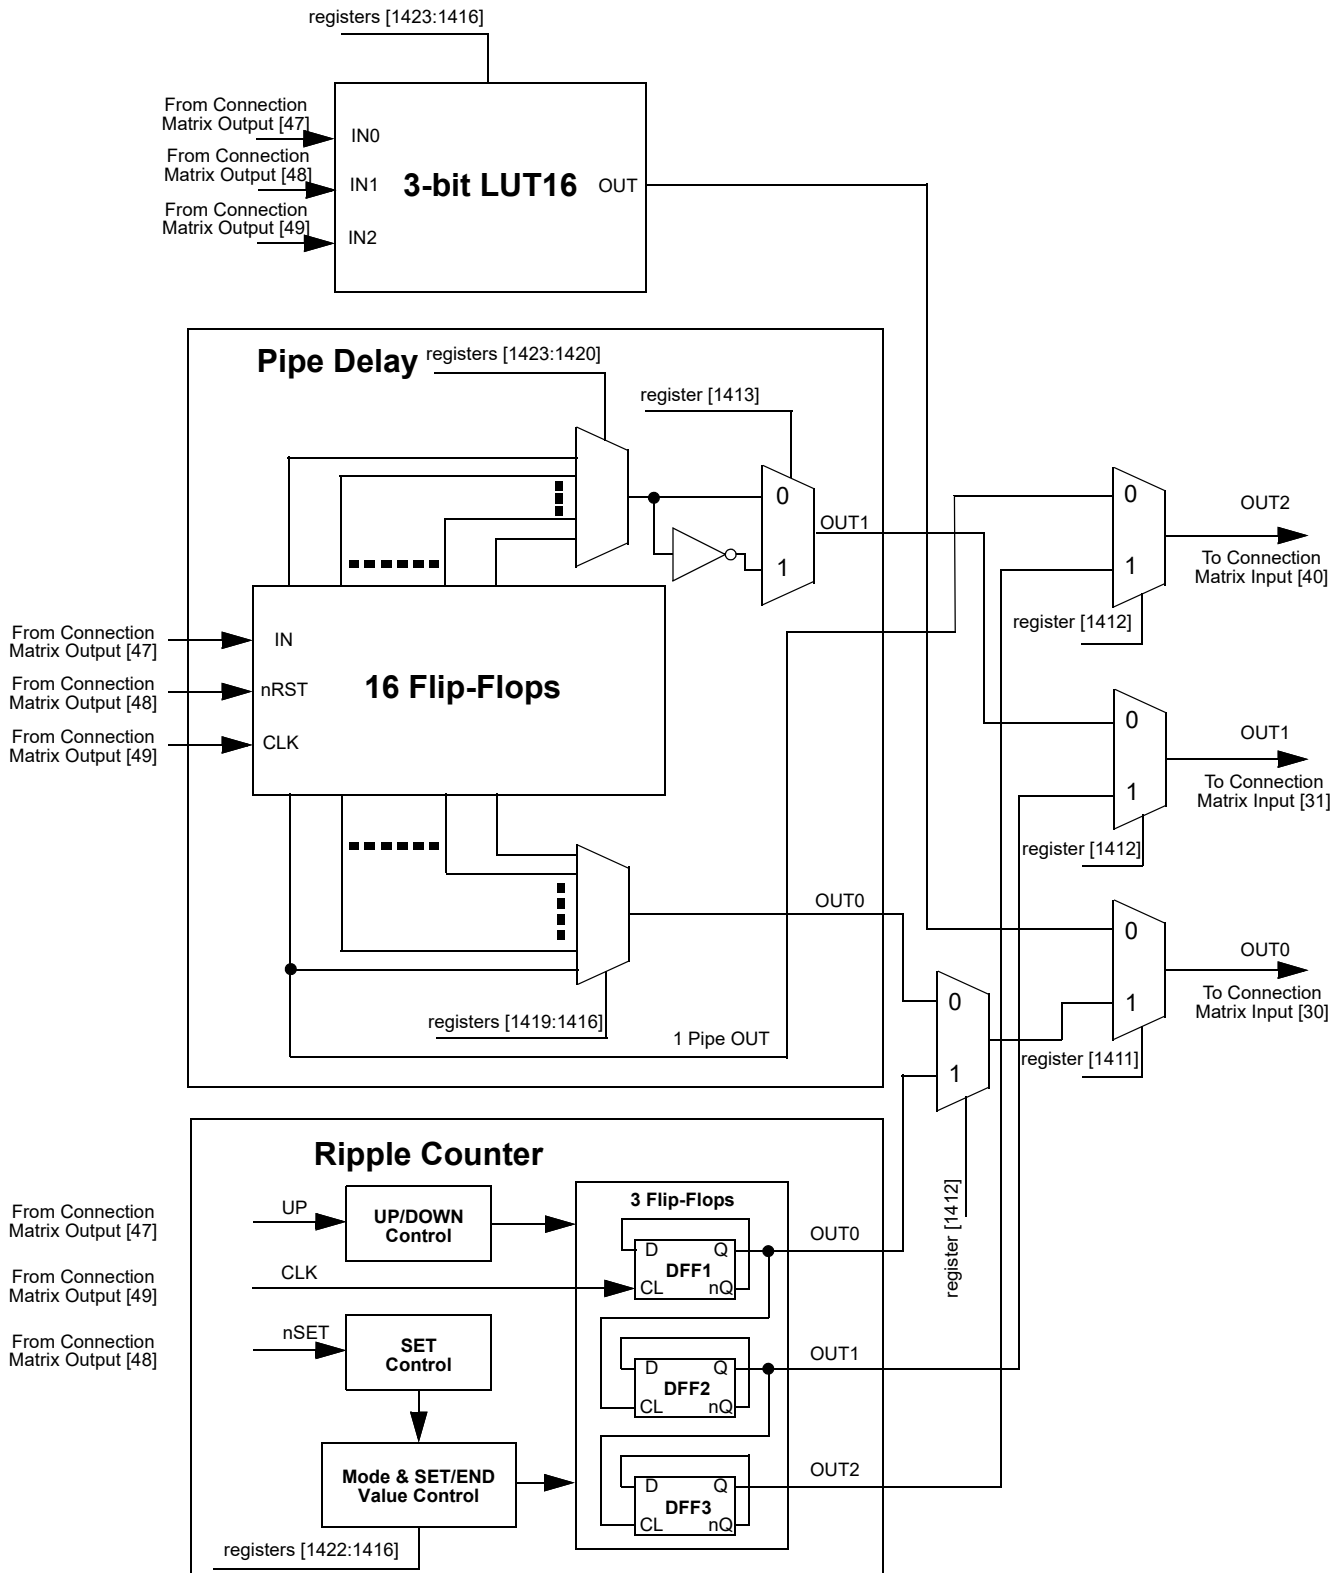 registers [1423:1416]
From Connection
Matrix Output [47]
IN0
From Connection
Matrix Output [48]
IN1
3-bit LUT16
OUT
From Connection
Matrix Output [49]
IN2
Pipe Delay
registers [1423:1420]
register [1413]
0
1
OUT1
0
1
OUT2
To Connection
Matrix Input [40]
register [1412]
From Connection
Matrix Output [47]
IN
From Connection
Matrix Output [48]
nRST
16 Flip-Flops
From Connection
Matrix Output [49]
CLK
0
1
OUT1
To Connection
Matrix Input [31]
register [1412]
OUT0
registers [1419:1416]
1 Pipe OUT
0
1
0
1
OUT0
To Connection
Matrix Input [30]
register [1411]
register [1412]
Ripple Counter
From Connection
Matrix Output [47]
UP
UP/DOWN
Control
3 Flip-Flops
D
Q
DFF1
CL
nQ
OUT0
From Connection
Matrix Output [49]
CLK
From Connection
Matrix Output [48]
nSET
SET
Control
D
Q
DFF2
CL
nQ
OUT1
Mode & SET/END
Value Control
D
Q
DFF3
CL
nQ
OUT2
registers [1422:1416]